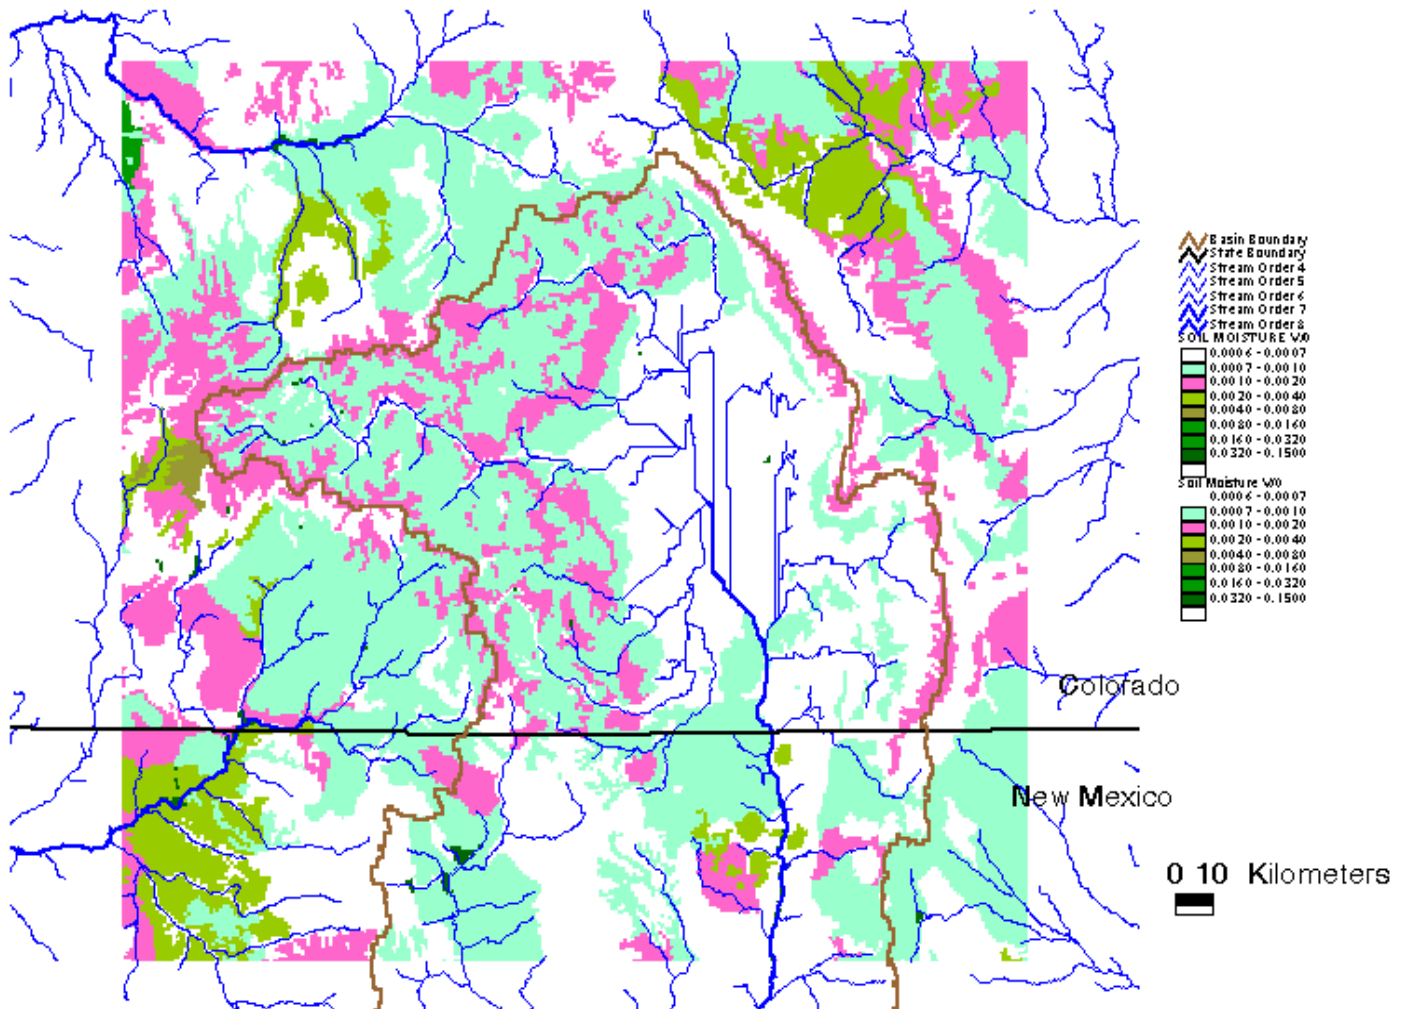 Basin Boundary
State Boundary
Stream Order 4
Stream Order 5
Stream Order 6
Stream Order 7
Stream Order 8
SOIL MOISTURE V/0
0.0006 - 0.0007
0.0007 - 0.0010
0.0010 - 0.0020
0.0020 - 0.0040
0.0040 - 0.0080
0.0080 - 0.0160
0.0160 - 0.0320
0.0320 - 0.1500
Soil Moisture V/0
0.0006 - 0.0007
0.0007 - 0.0010
0.0010 - 0.0020
0.0020 - 0.0040
0.0040 - 0.0080
0.0080 - 0.0160
0.0160 - 0.0320
0.0320 - 0.1500
Colorado
New Mexico
0 10 Kilometers